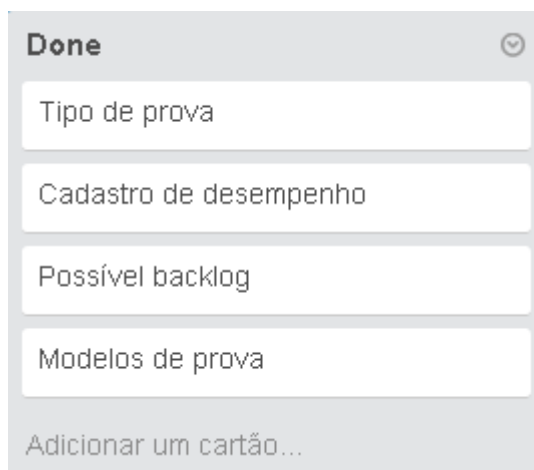 Done
Tipo de prova
Cadastro de desempenho
Possível backlog
Modelos de prova
Adicionar um cartão...